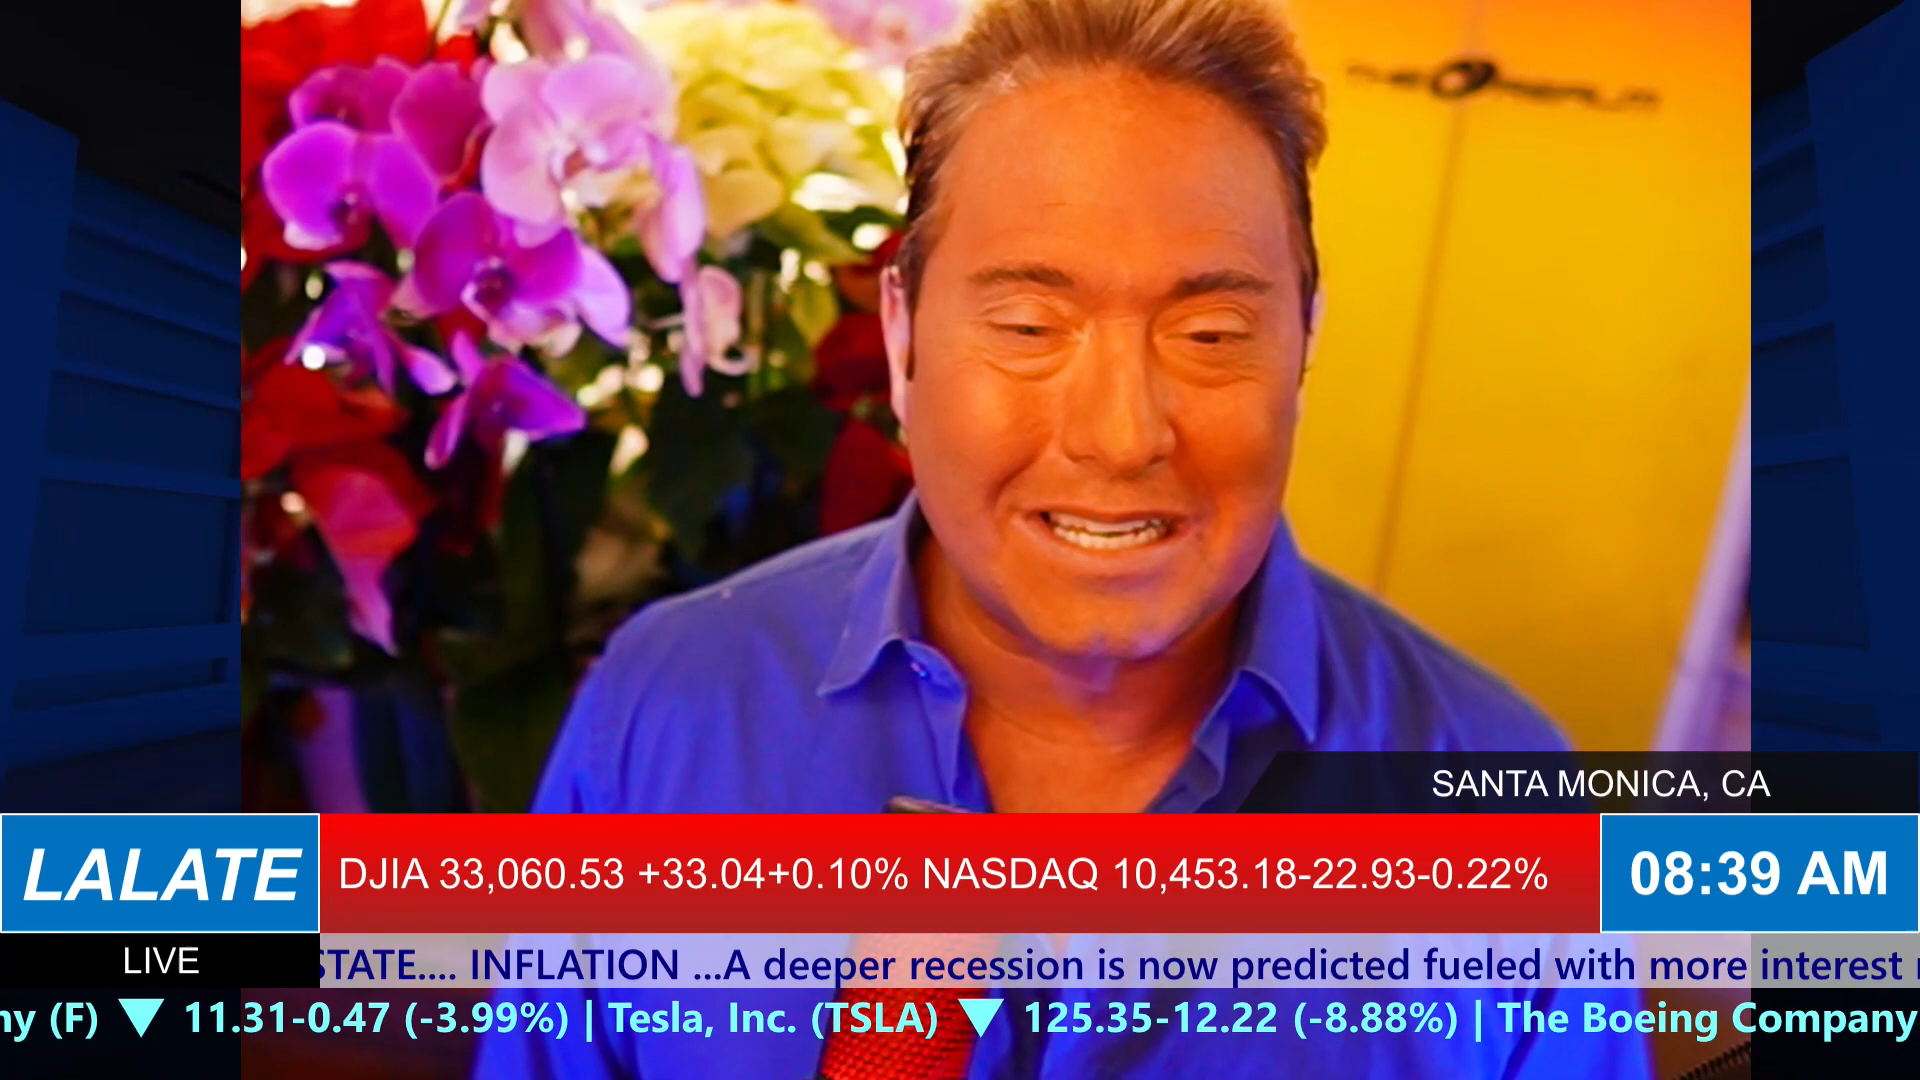 SANTA MONICA, CA
LALATE
DJIA 33,060.53 +33.04+0.10% NASDAQ 10,453.18-22.93-0.22%
08:39 AM
LIVE
STATE.... INFLATION ...A deeper recession is now predicted fueled with more interest
ny (F) ▼ 11.31-0.47 (-3.99%) | Tesla, Inc. (TSLA) ▼ 125.35-12.22 (-8.88%) | The Boeing Company